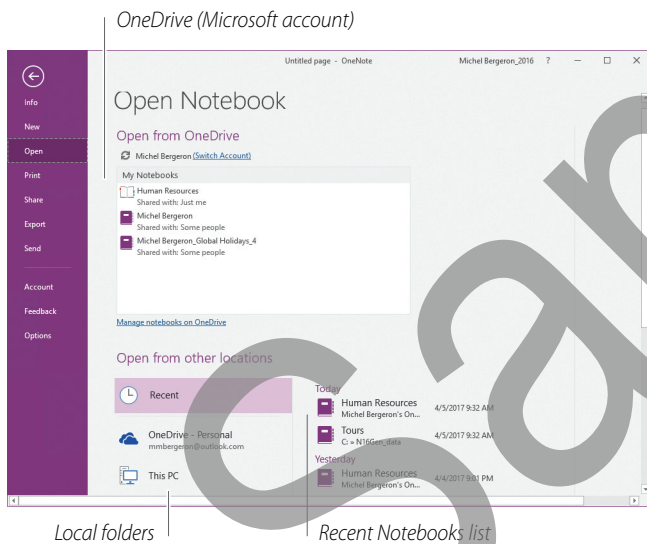 OneDrive (Microsoft account)
Untitled page - OneNote
Michel Bergeron_2016 ?
Info
New
Open
Print
Share
Export
Send
Account
Feedback
Options
Open Notebook
Open from OneDrive
Michel Bergeron (Switch Account)
My Notebooks
Human Resources
Shared with: Just me
Michel Bergeron
Shared with: Some people
Michel Bergeron_Global Holidays_4
Shared with: Some people
Manage notebooks on OneDrive
Open from other locations
Recent
OneDrive - Personal
mmbergeron@outlook.com
This PC
Today
Human Resources 4/5/2017 9:32 AM
Michel Bergeron's On...
Tours 4/5/2017 9:32 AM
C: » N16Gen_data
Yesterday
Human Resources 4/4/2017 9:01 PM
Michel Bergeron's On...
Local folders
Recent Notebooks list